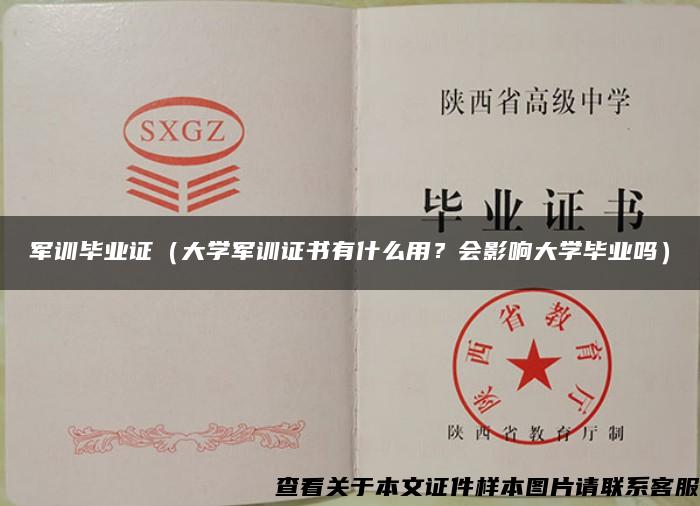 SXGZ
陕西省高级中学
毕业证书
军训毕业证（大学军训证书有什么用？会影响大学毕业吗）
陕西省教育厅
陕西省教育厅制
查看关于本文证件样本图片请联系客服